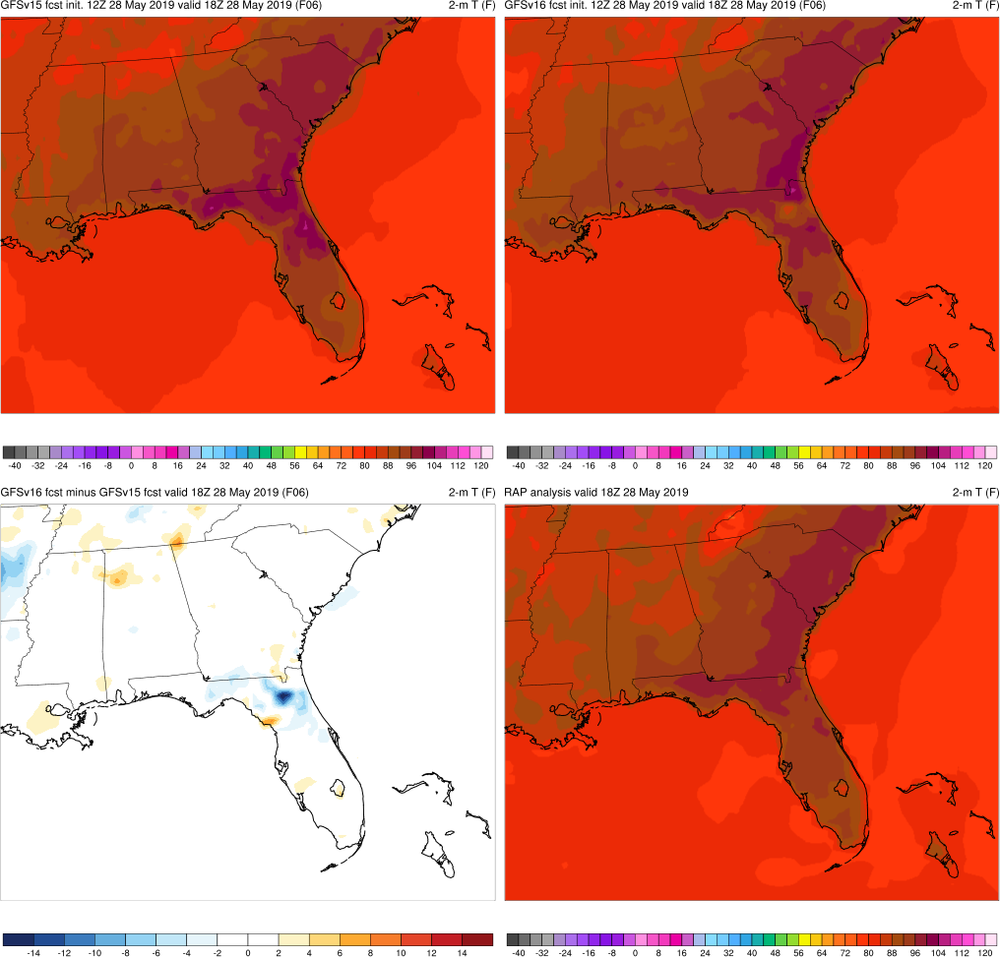 GFSv15 fcst init. 12Z 28 May 2019 valid 18Z 28 May 2019 (F06) 2-m T (F)
GFSv16 fcst init. 12Z 28 May 2019 valid 18Z 28 May 2019 (F06) 2-m T (F)
-40 -32 -24 -16 -8 0 8 16 24 32 40 48 56 64 72 80 88 96 104 112 120
-40 -32 -24 -16 -8 0 8 16 24 32 40 48 56 64 72 80 88 96 104 112 120
GFSv16 fcst minus GFSv15 fcst valid 18Z 28 May 2019 (F06) 2-m T (F)
RAP analysis valid 18Z 28 May 2019 2-m T (F)
-14 -12 -10 -8 -6 -4 -2 0 2 4 6 8 10 12 14
-40 -32 -24 -16 -8 0 8 16 24 32 40 48 56 64 72 80 88 96 104 112 120